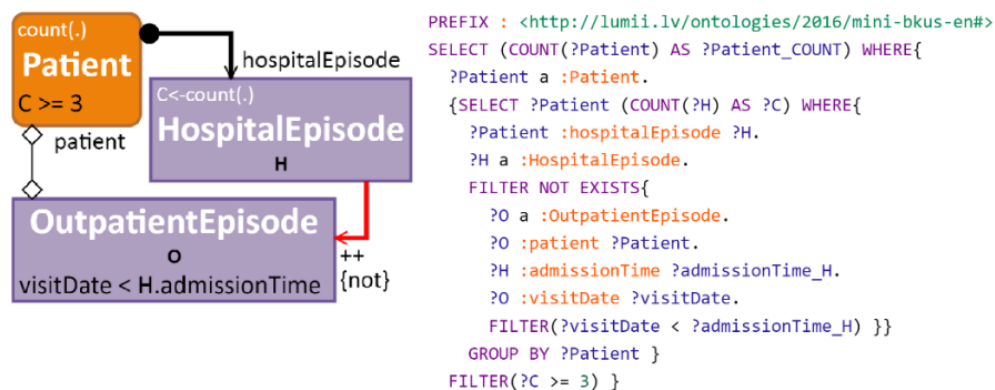 count(.)
Patient
C >= 3
hospitalEpisode
C<-count(.)
HospitalEpisode
H
patient
OutpatientEpisode
O
visitDate < H.admissionTime
++
{not}
PREFIX : <http://lumii.lv/ontologies/2016/mini-bkus-en#>
SELECT (COUNT(?Patient) AS ?Patient_COUNT) WHERE{
?Patient a :Patient.
{SELECT ?Patient (COUNT(?H) AS ?C) WHERE{
?Patient :hospitalEpisode ?H.
?H a :HospitalEpisode.
FILTER NOT EXISTS{
?O a :OutpatientEpisode.
?O :patient ?Patient.
?H :admissionTime ?admissionTime_H.
?O :visitDate ?visitDate.
FILTER(?visitDate < ?admissionTime_H) }}
GROUP BY ?Patient }
FILTER(?C >= 3) }